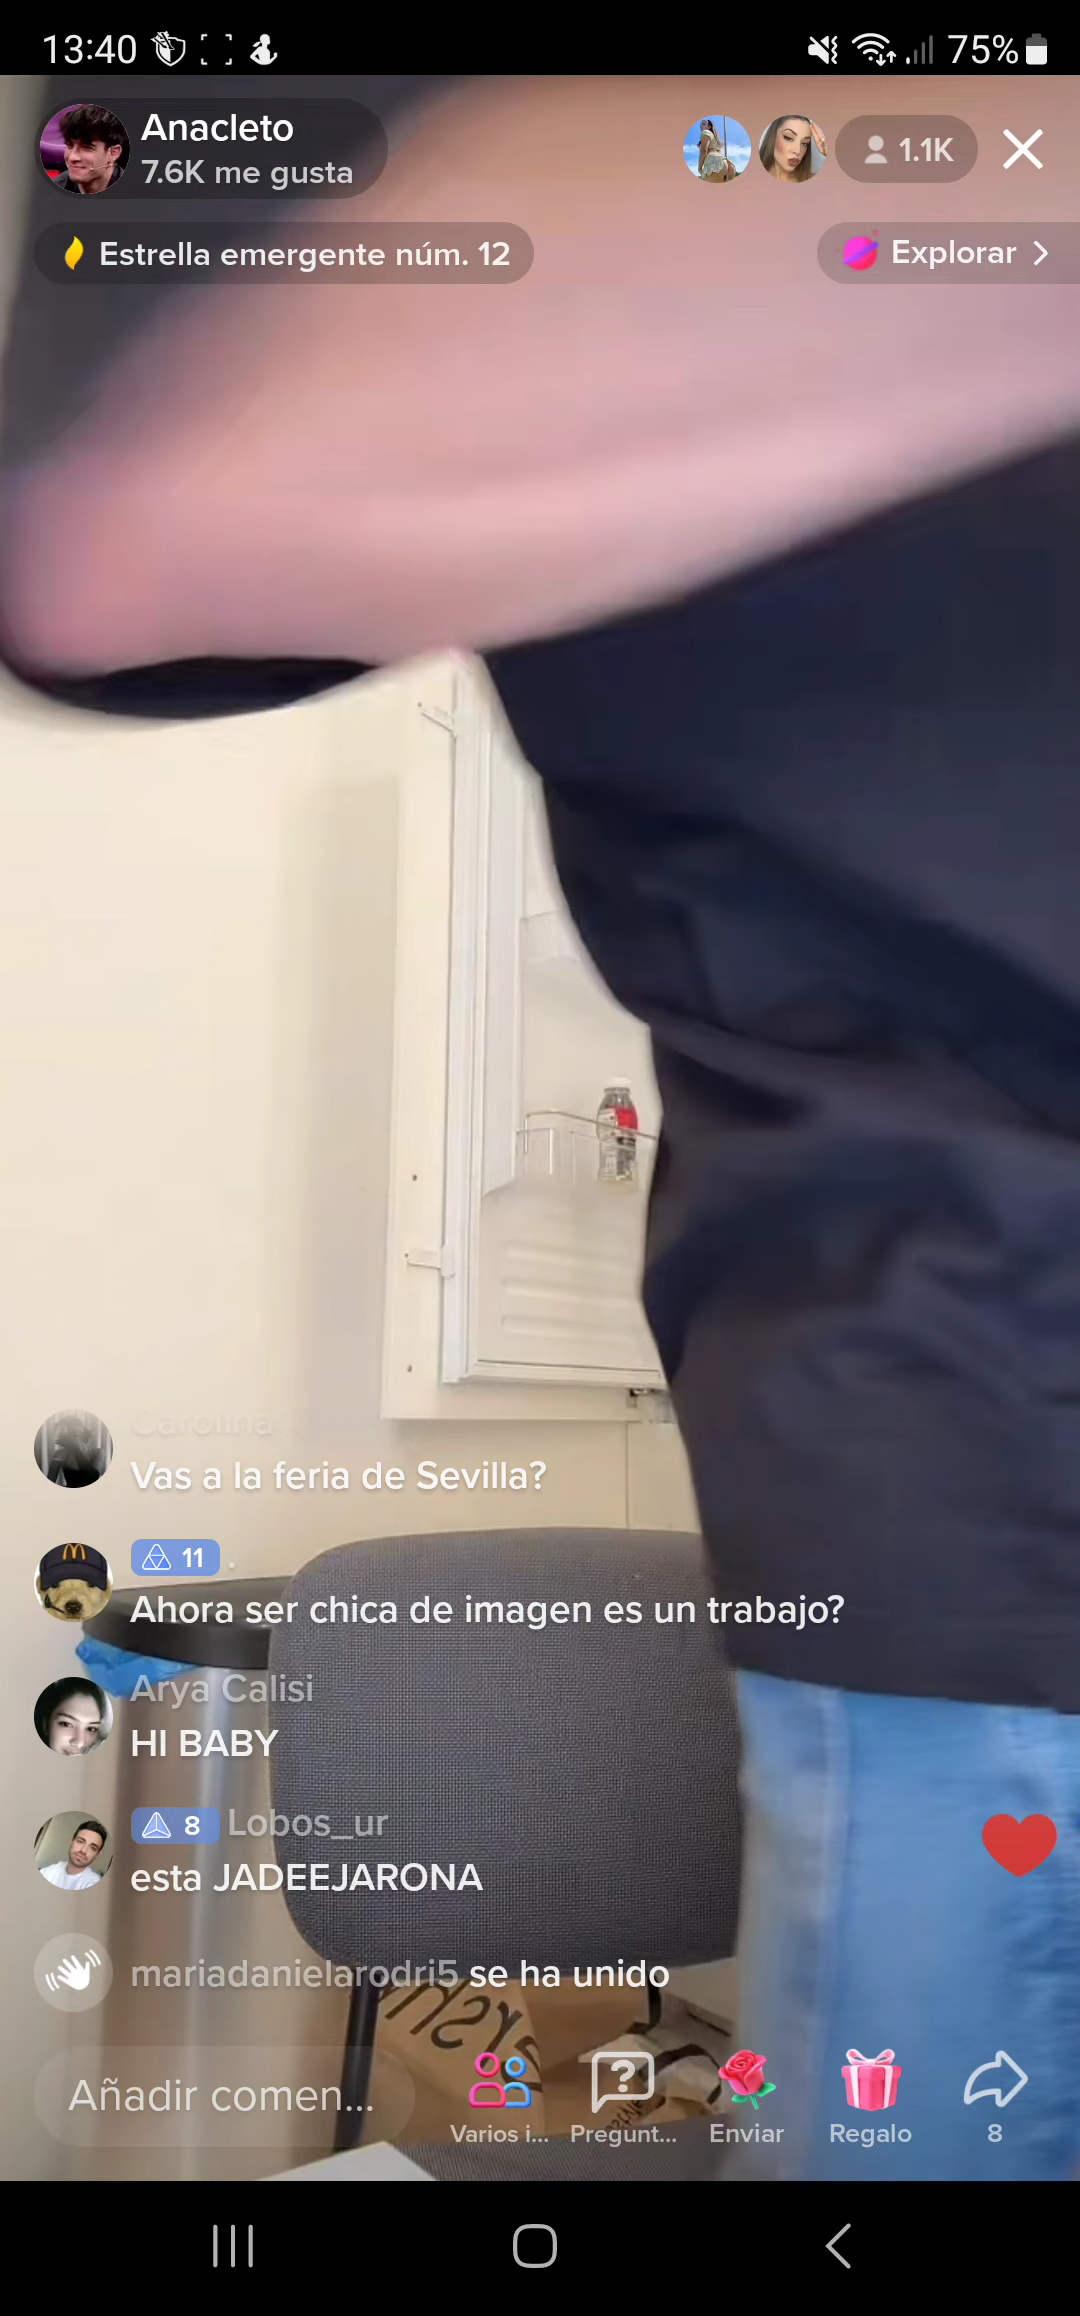 13:40
75%
Anacleto
7.6K me gusta
1.1K
Estrella emergente núm. 12
Explorar
Carolina
Vas a la feria de Sevilla?
11 .
Ahora ser chica de imagen es un trabajo?
Arya Calisi
HI BABY
8 Lobos_ur
esta JADEEJARONA
mariadanielarodri5 se ha unido
Añadir comen...
Varios i...
Pregunt...
Enviar
Regalo
8